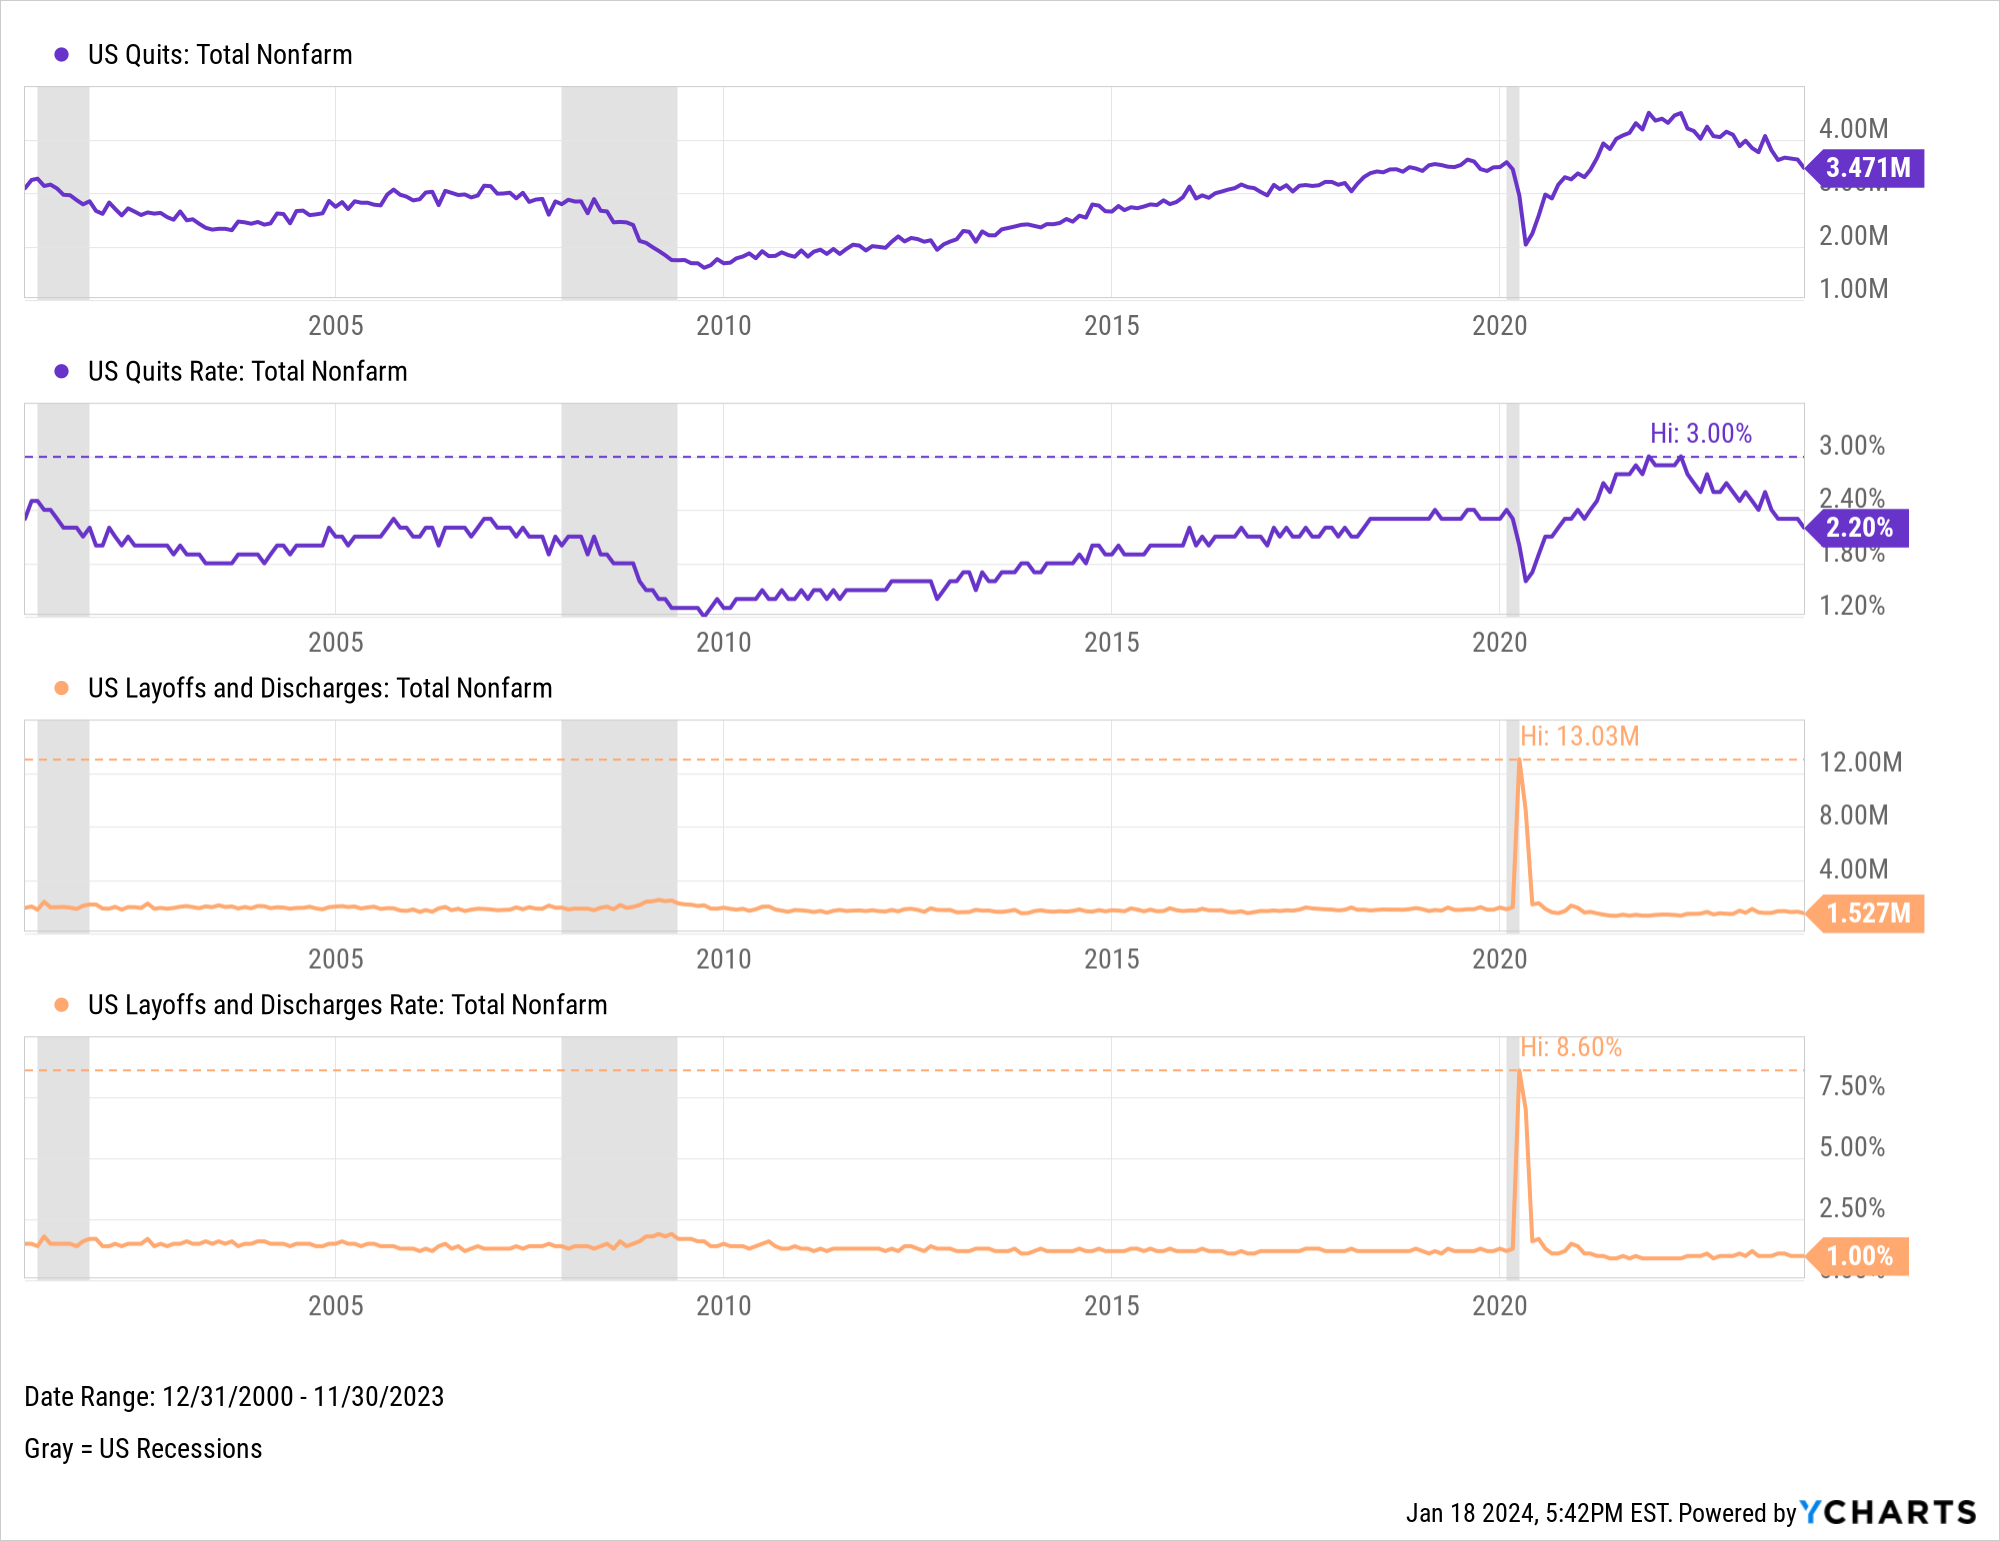 US Quits: Total Nonfarm
4.00M
3.471M
2.00M
1.00M
2005 2010 2015 2020
US Quits Rate: Total Nonfarm
Hi: 3.00%
3.00%
2.40%
2.20%
1.80%
1.20%
2005 2010 2015 2020
US Layoffs and Discharges: Total Nonfarm
Hi: 13.03M
12.00M
8.00M
4.00M
1.527M
2005 2010 2015 2020
US Layoffs and Discharges Rate: Total Nonfarm
Hi: 8.60%
7.50%
5.00%
2.50%
1.00%
2005 2010 2015 2020
Date Range: 12/31/2000 - 11/30/2023
Gray = US Recessions
Jan 18 2024, 5:42PM EST. Powered by YCHARTS